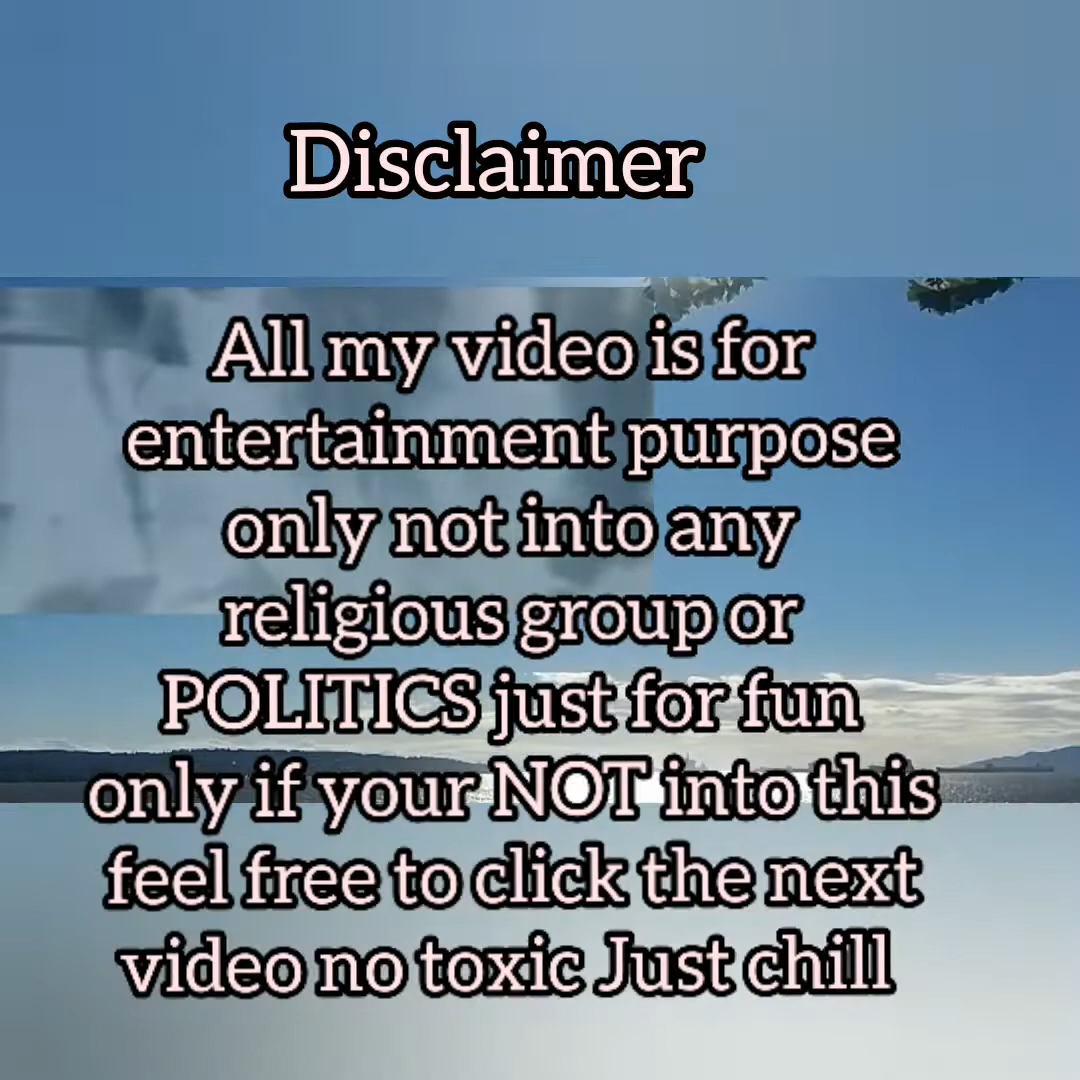 Disclaimer
All my video is for
entertainment purpose
only not into any
religious group or
POLITICS just for fun
only if your NOT into this
feel free to click the next
video no toxic Just chill